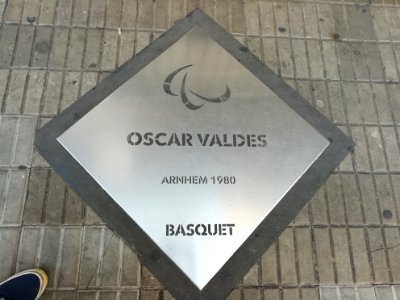 OSCAR VALDES
ARNHEM 1980
BASQUET